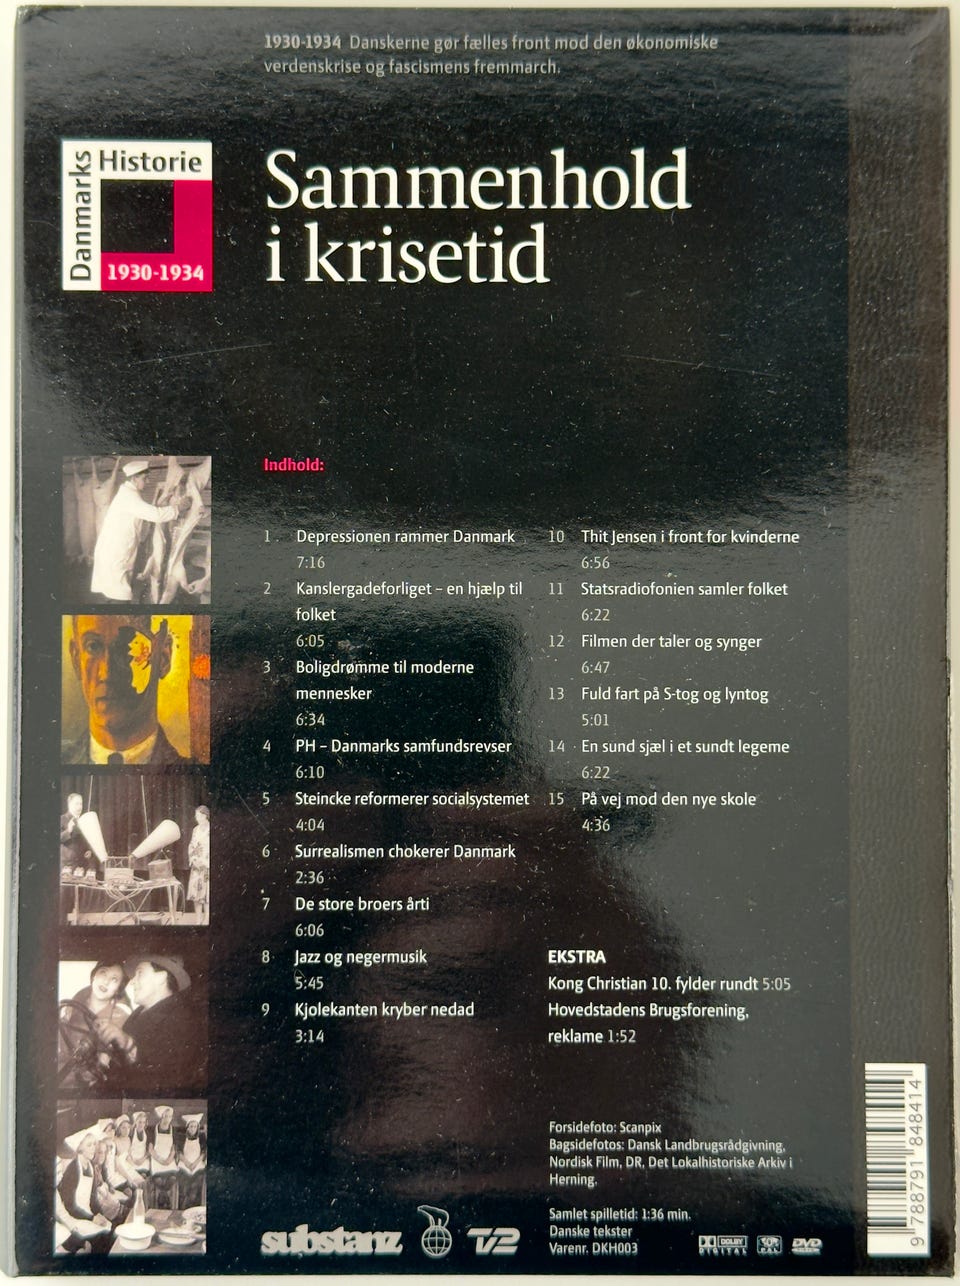 1930-1934 Danskerne gør fælles front mod den økonomiske
verdenskrise og fascismens fremmarch.
Danmarks
Historie
1930-1934
Sammenhold
i krisetid
Indhold:
1 Depressionen rammer Danmark
7:16
2 Kanslergadeforliget – en hjælp til
folket
6:05
3 Boligdrømme til moderne
mennesker
6:34
4 PH – Danmarks samfundsrevser
6:10
5 Steincke reformerer socialsystemet
4:04
6 Surrealismen chokerer Danmark
2:36
7 De store broers årti
6:06
8 Jazz og negermusik
5:45
9 Kjolekanten kryber nedad
3:14
10 Thit Jensen i front for kvinderne
6:56
11 Statsradiofonien samler folket
6:22
12 Filmen der taler og synger
6:47
13 Fuld fart på S-tog og lyntog
5:01
14 En sund sjæl i et sundt legeme
6:22
15 På vej mod den nye skole
4:36
EKSTRA
Kong Christian 10. fylder rundt 5:05
Hovedstadens Brugsforening,
reklame 1:52
Forsidefoto: Scanpix
Bagsidefotos: Dansk Landbrugsrådgivning,
Nordisk Film, DR, Det Lokalhistoriske Arkiv i
Herning.
Samlet spilletid: 1:36 min.
Danske tekster
Varenr. DKH003
substanz
TV2
DOLBY
DIGITAL
PAL
DVD
9 788791 848414